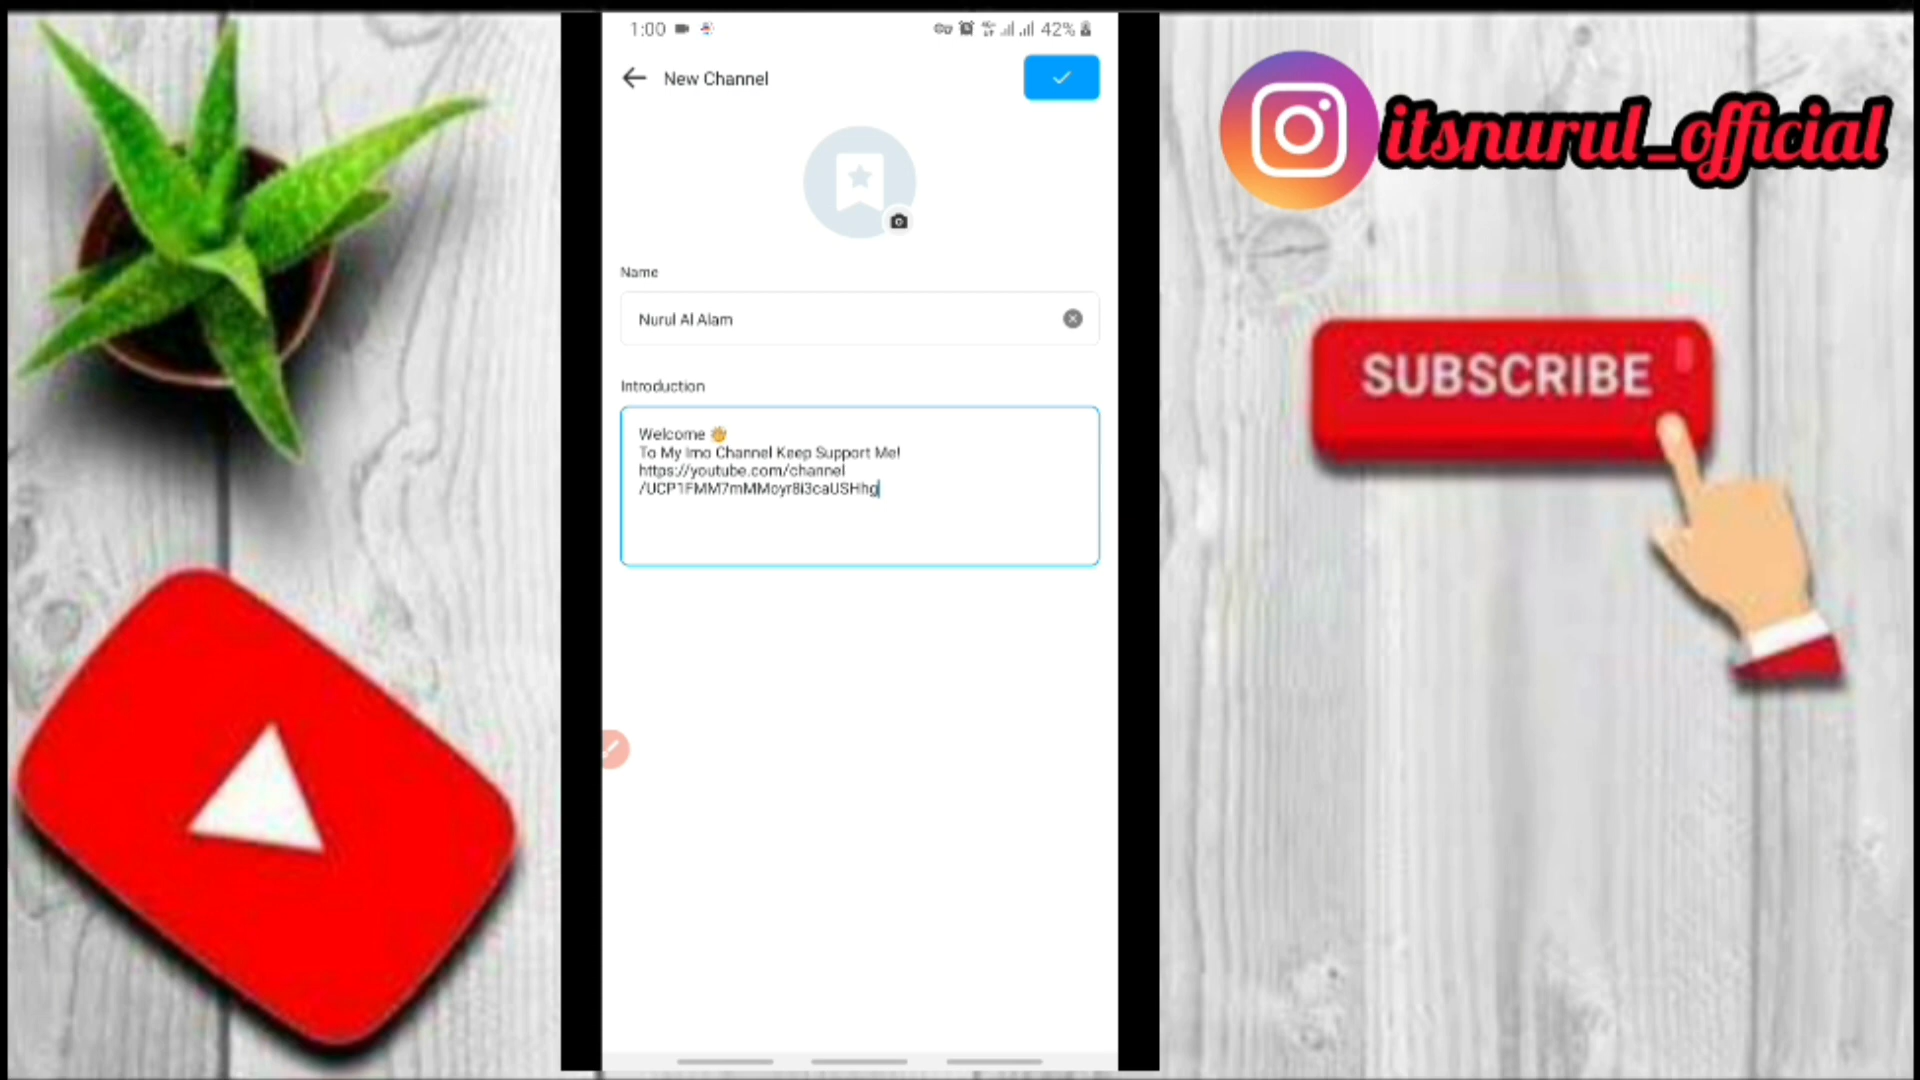 1:00
42%
New Channel
Name
Nurul Al Alam
Introduction
Welcome 👋
To My Imo Channel Keep Support Me!
https://youtube.com/channel
/UCP1FMM7mMMoyr8i3caUSHhg
itsnurul_official
SUBSCRIBE